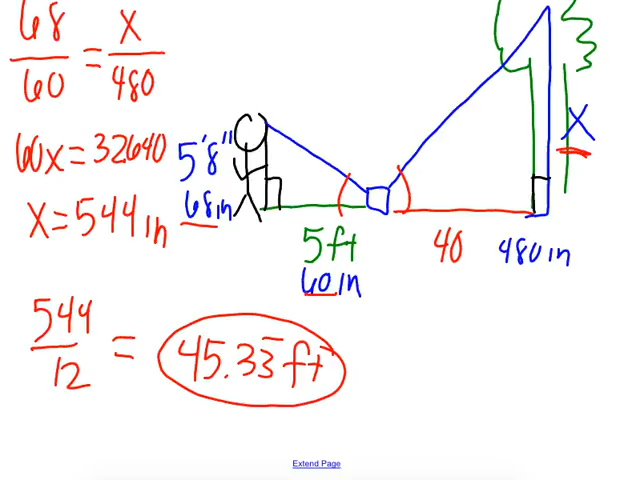 68/60 = x/480
60x = 32640
x = 544 in
5'8"
68 in
5 ft
60 in
40
480 in
x
544/12 = 45.33 ft
Extend Page